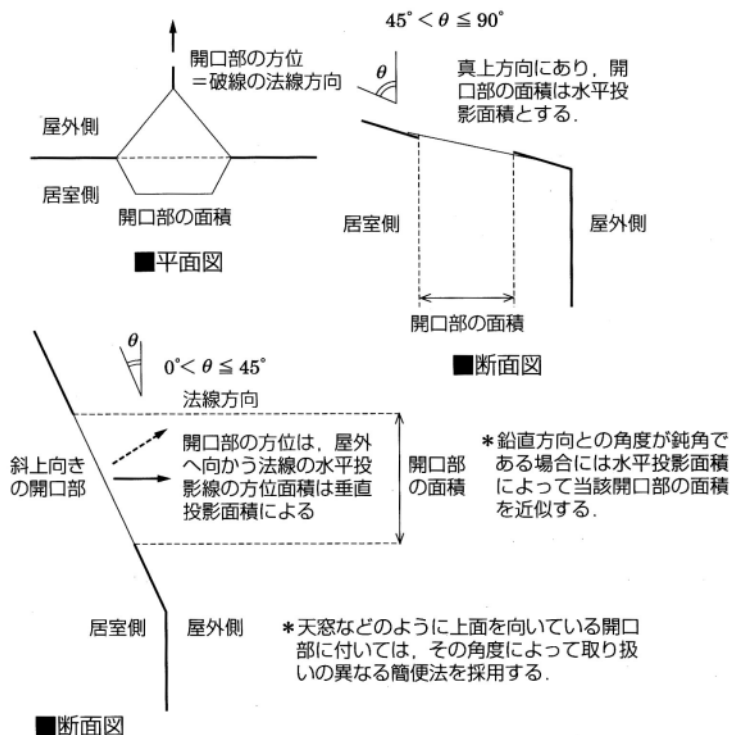 開口部の方位
＝破線の法線方向
屋外側
居室側
開口部の面積
■平面図
45° < θ ≦ 90°
θ
真上方向にあり，開
口部の面積は水平投
影面積とする．
居室側
屋外側
開口部の面積
■断面図
θ
0° < θ ≦ 45°
法線方向
斜上向き
の開口部
開口部の方位は，屋外
へ向かう法線の水平投
影線の方位面積は垂直
投影面積による
開口部
の面積
＊鉛直方向との角度が鈍角で
ある場合には水平投影面積
によって当該開口部の面積
を近似する．
居室側
屋外側
＊天窓などのように上面を向いている開口
部に付いては，その角度によって取り扱
いの異なる簡便法を採用する．
■断面図